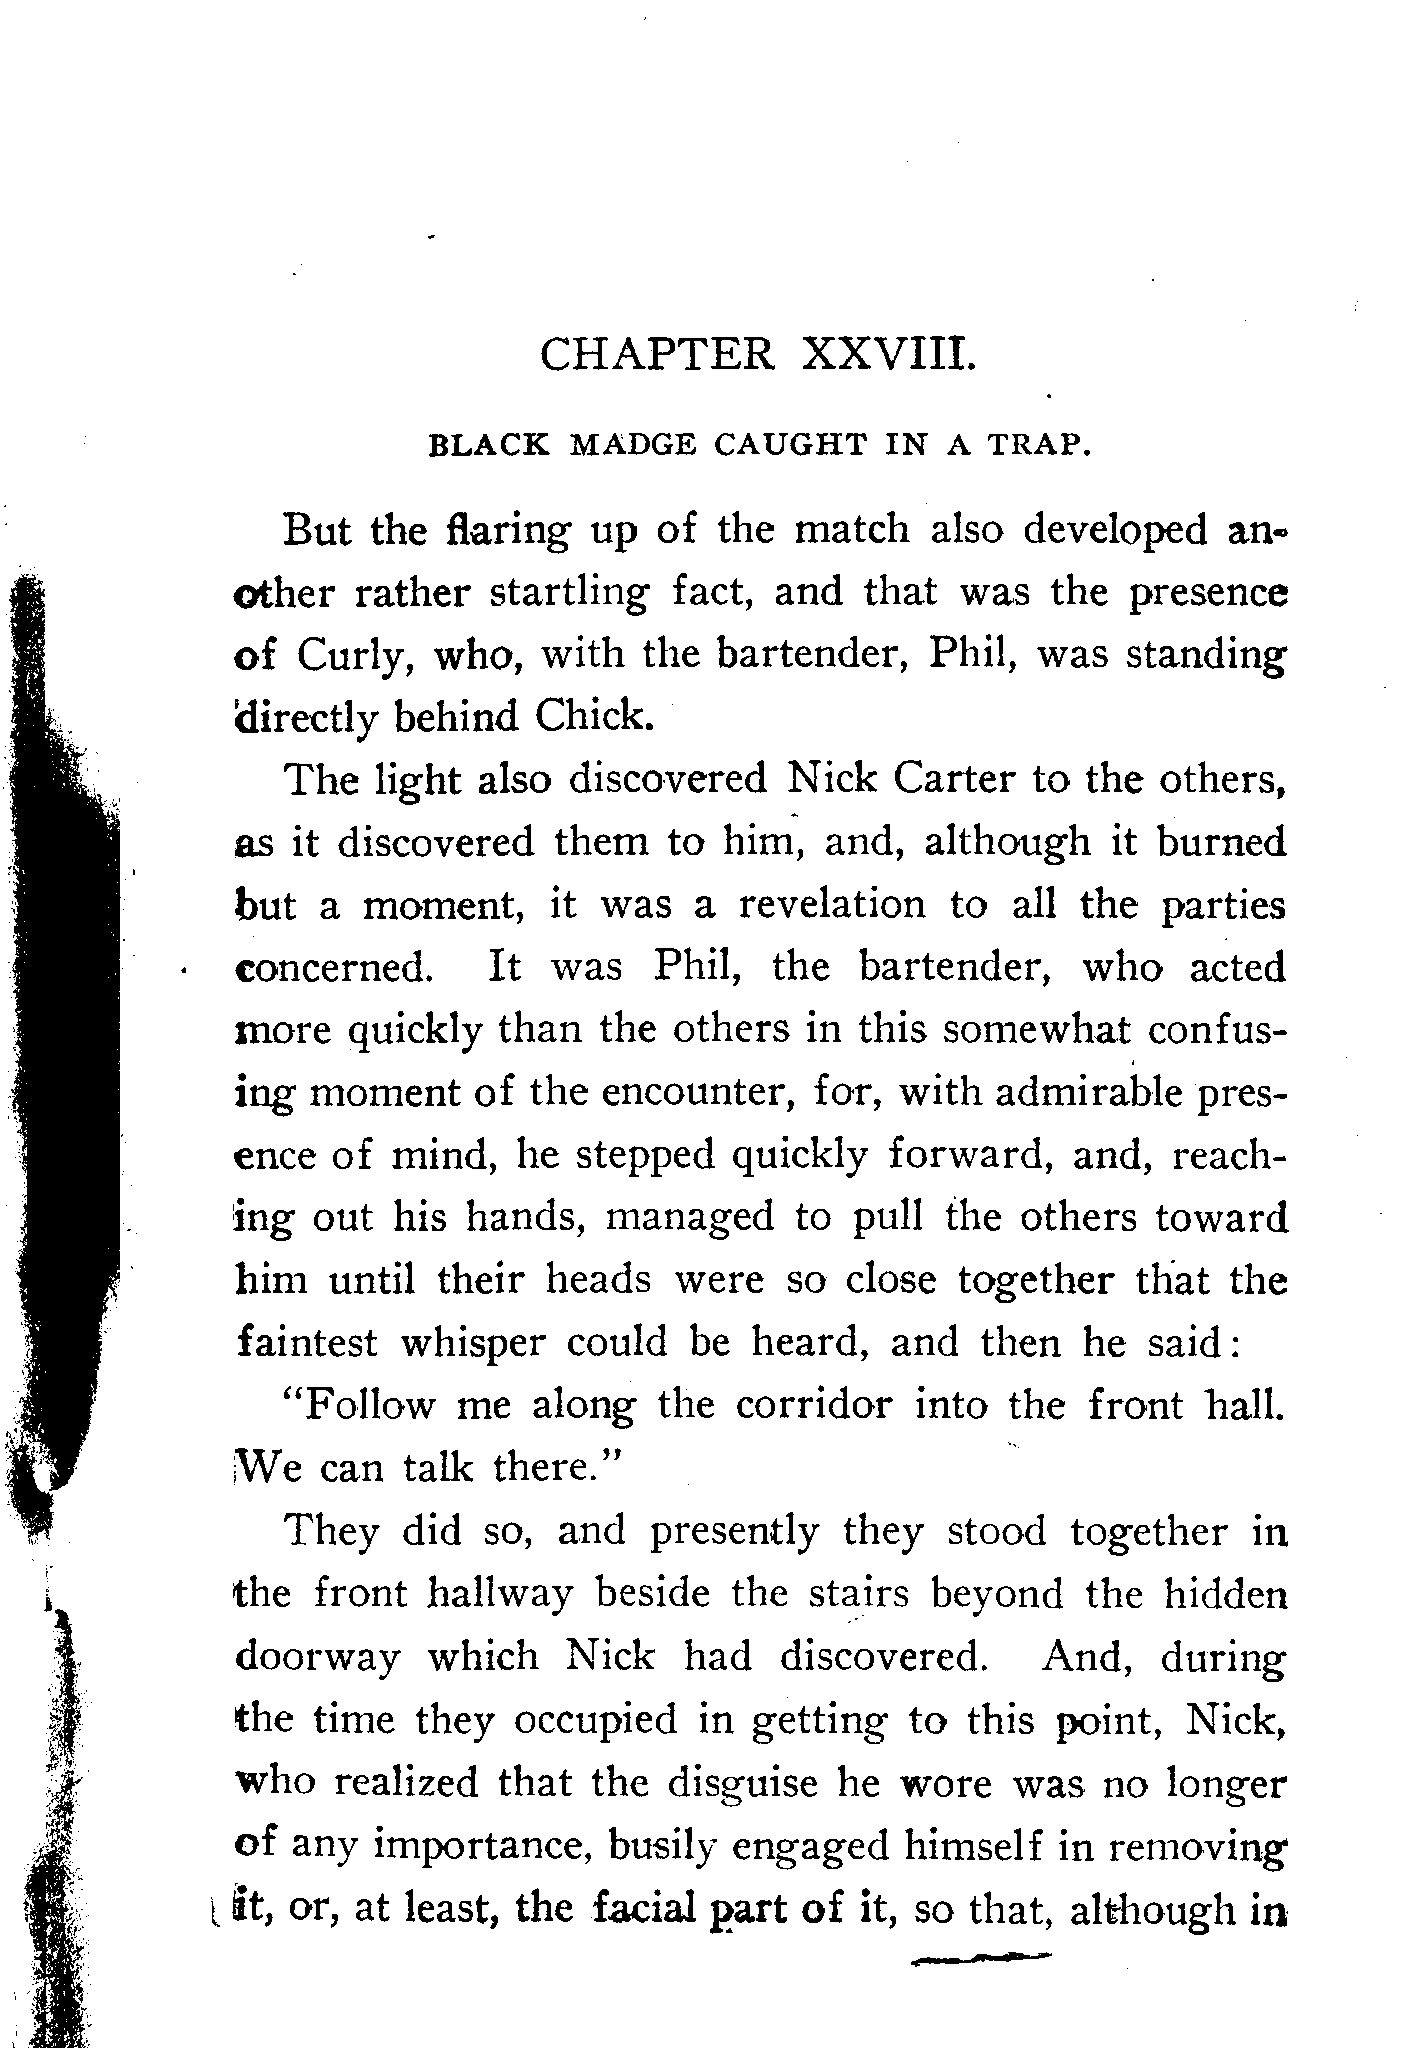 CHAPTER XXVIII.
BLACK MADGE CAUGHT IN A TRAP.
But the flaring up of the match also developed an-
other rather startling fact, and that was the presence
of Curly, who, with the bartender, Phil, was standing
directly behind Chick.
The light also discovered Nick Carter to the others,
as it discovered them to him, and, although it burned
but a moment, it was a revelation to all the parties
concerned. It was Phil, the bartender, who acted
more quickly than the others in this somewhat confus-
ing moment of the encounter, for, with admirable pres-
ence of mind, he stepped quickly forward, and, reach-
ing out his hands, managed to pull the others toward
him until their heads were so close together that the
faintest whisper could be heard, and then he said:
"Follow me along the corridor into the front hall.
We can talk there."
They did so, and presently they stood together in
the front hallway beside the stairs beyond the hidden
doorway which Nick had discovered. And, during
the time they occupied in getting to this point, Nick,
who realized that the disguise he wore was no longer
of any importance, busily engaged himself in removing
it, or, at least, the facial part of it, so that, although in